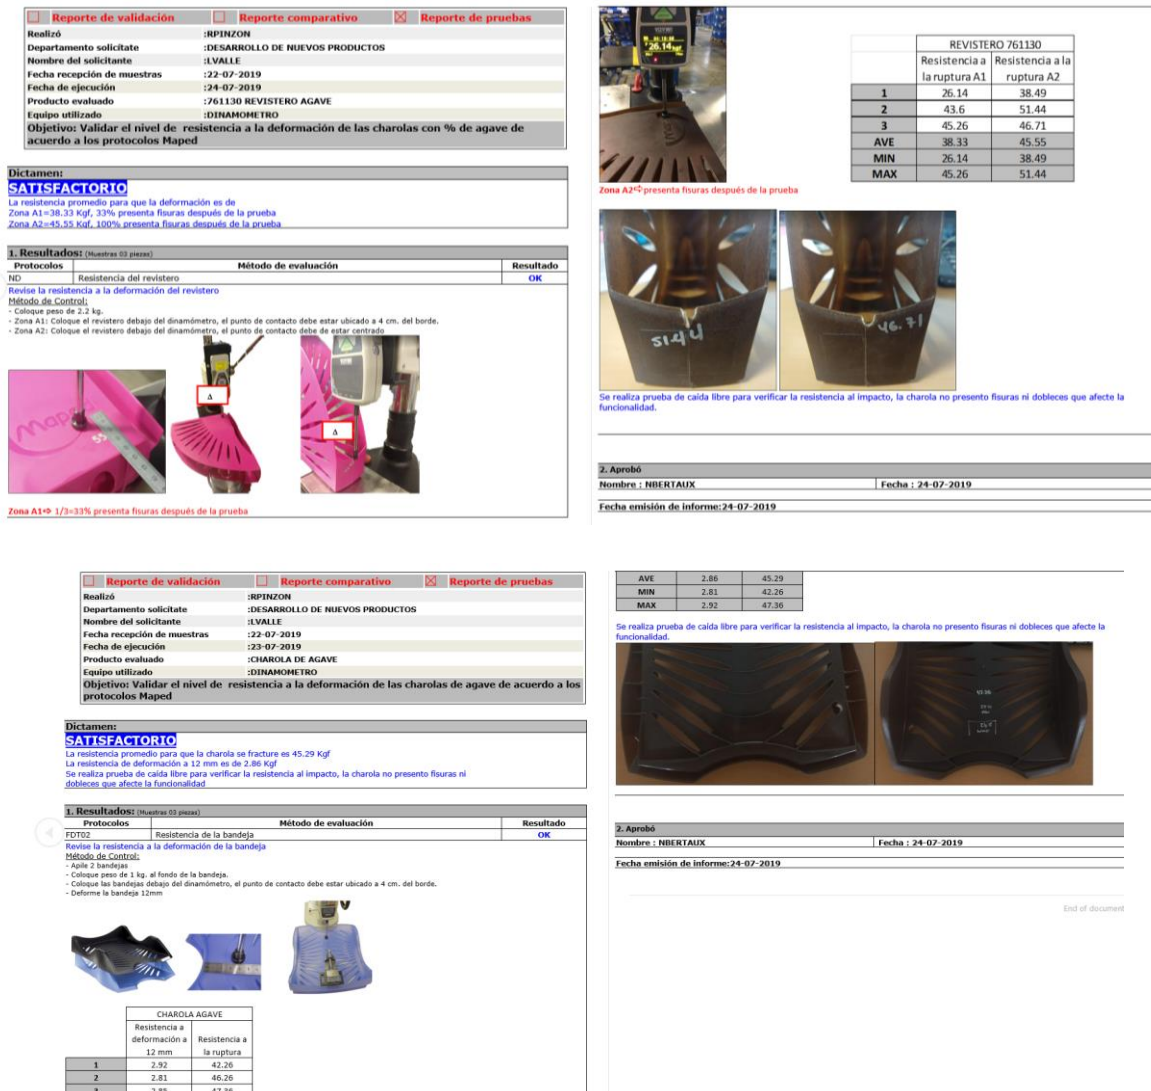 Reporte de validación Reporte comparativo Reporte de pruebas
Realizó :RPINZON
Departamento solicítate :DESARROLLO DE NUEVOS PRODUCTOS
Nombre del solicitante :LVALLE
Fecha recepción de muestras :22-07-2019
Fecha de ejecución :24-07-2019
Producto evaluado :761130 REVISTERO AGAVE
Equipo utilizado :DINAMOMETRO
Objetivo: Validar el nivel de resistencia a la deformación de las charolas con % de agave de
acuerdo a los protocolos Maped
Dictamen:
SATISFACTORIO
La resistencia promedio para que la deformación es de
Zona A1=38.33 Kgf, 33% presenta fisuras después de la prueba
Zona A2=45.55 Kgf, 100% presenta fisuras después de la prueba
1. Resultados: (Muestras 03 piezas)
Protocolos Método de evaluación Resultado
ND Resistencia del revistero OK
Revise la resistencia a la deformación del revistero
Método de Control:
- Coloque peso de 2.2 kg.
- Zona A1: Coloque el revistero debajo del dinamómetro, el punto de contacto debe estar ubicado a 4 cm. del borde.
- Zona A2: Coloque el revistero debajo del dinamómetro, el punto de contacto debe de estar centrado
Maped
A
A
Zona A1⇨ 1/3=33% presenta fisuras después de la prueba
26.14 kgf
REVISTERO 761130
Resistencia a la ruptura A1 Resistencia a la ruptura A2
1 26.14 38.49
2 43.6 51.44
3 45.26 46.71
AVE 38.33 45.55
MIN 26.14 38.49
MAX 45.26 51.44
Zona A2⇨presenta fisuras después de la prueba
51.44
46.71
Se realiza prueba de caída libre para verificar la resistencia al impacto, la charola no presento fisuras ni dobleces que afecte la
funcionalidad.
2. Aprobó
Nombre : NBERTAUX Fecha : 24-07-2019
Fecha emisión de informe:24-07-2019
Reporte de validación Reporte comparativo Reporte de pruebas
Realizó :RPINZON
Departamento solicítate :DESARROLLO DE NUEVOS PRODUCTOS
Nombre del solicitante :LVALLE
Fecha recepción de muestras :22-07-2019
Fecha de ejecución :23-07-2019
Producto evaluado :CHAROLA DE AGAVE
Equipo utilizado :DINAMOMETRO
Objetivo: Validar el nivel de resistencia a la deformación de las charolas de agave de acuerdo a los
protocolos Maped
Dictamen:
SATISFACTORIO
La resistencia promedio para que la charola se fracture es 45.29 Kgf
La resistencia de deformación a 12 mm es de 2.86 Kgf
Se realiza prueba de caída libre para verificar la resistencia al impacto, la charola no presento fisuras ni
dobleces que afecte la funcionalidad
1. Resultados: (Muestras 03 piezas)
Protocolos Método de evaluación Resultado
FDT02 Resistencia de la bandeja OK
Revise la resistencia a la deformación de la bandeja
Método de Control:
- Apile 2 bandejas
- Coloque peso de 1 kg. al fondo de la bandeja.
- Coloque las bandejas debajo del dinamómetro, el punto de contacto debe estar ubicado a 4 cm. del borde.
- Deforme la bandeja 12mm
CHAROLA AGAVE
Resistencia a deformación a 12 mm Resistencia a la ruptura
1 2.92 42.26
2 2.81 46.26
3 2.85 47.36
AVE 2.86 45.29
MIN 2.81 42.26
MAX 2.92 47.36
Se realiza prueba de caída libre para verificar la resistencia al impacto, la charola no presento fisuras ni dobleces que afecte la
funcionalidad.
2. Aprobó
Nombre : NBERTAUX Fecha : 24-07-2019
Fecha emisión de informe:24-07-2019
End of document